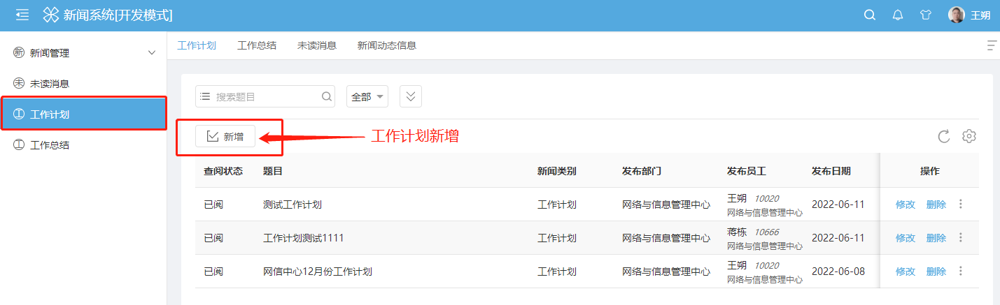 新闻系统[开发模式]
王朔
新 新闻管理
未 未读消息
工 工作计划
工 工作总结
工作计划 工作总结 未读消息 新闻动态信息
搜索题目 全部
新增 工作计划新增
查阅状态 题目 新闻类别 发布部门 发布员工 发布日期 操作
已阅 测试工作计划 工作计划 网络与信息管理中心 王朔 10020 2022-06-11 修改 删除
网络与信息管理中心
已阅 工作计划测试1111 工作计划 网络与信息管理中心 蒋栋 10666 2022-06-11 修改 删除
网络与信息管理中心
已阅 网信中心12月份工作计划 工作计划 网络与信息管理中心 王朔 10020 2022-06-08 修改 删除
网络与信息管理中心